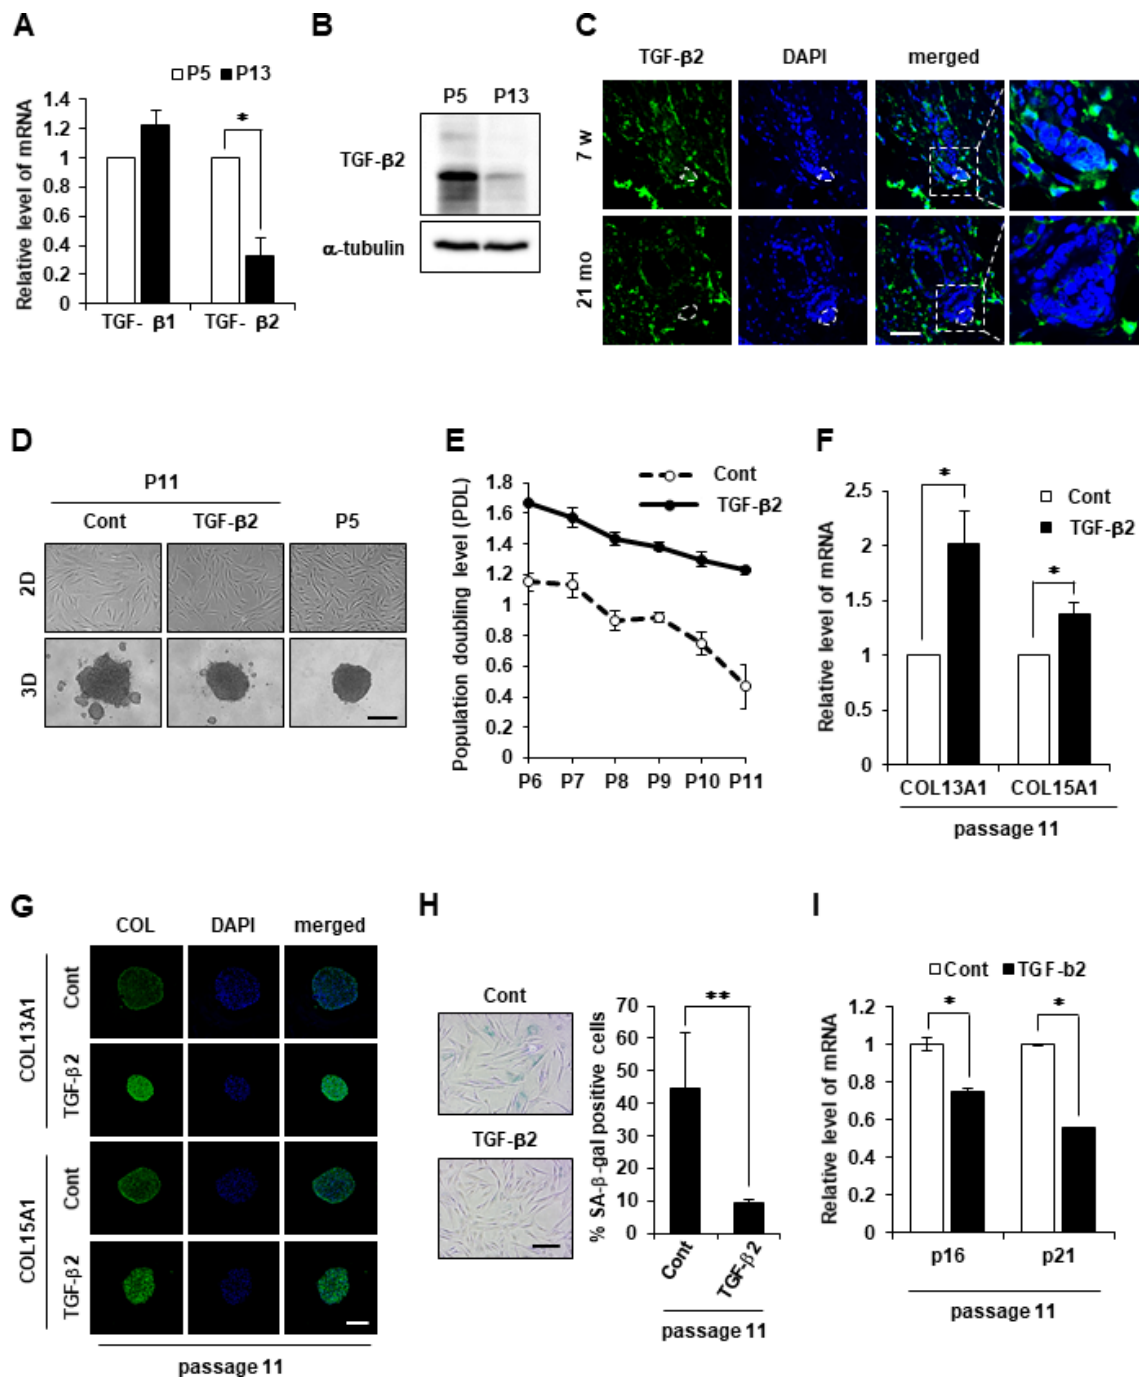 A
P5 P13
Relative level of mRNA
1.4
1.2
1
0.8
0.6
0.4
0.2
0
*
TGF- β1 TGF- β2
B
P5 P13
TGF-β2
α-tubulin
C
TGF-β2 DAPI merged
7 w
21 mo
D
P11
Cont TGF-β2 P5
2D
3D
E
Cont
TGF-β2
Population doubling level (PDL)
1.8
1.6
1.4
1.2
1
0.8
0.6
0.4
0.2
0
P6 P7 P8 P9 P10 P11
F
Cont
TGF-β2
Relative level of mRNA
2.5
2
1.5
1
0.5
0
*
*
COL13A1 COL15A1
passage 11
G
COL DAPI merged
COL13A1
Cont
TGF-β2
COL15A1
Cont
TGF-β2
passage 11
H
Cont
TGF-β2
% SA-β-gal positive cells
70
60
50
40
30
20
10
0
**
Cont TGF-β2
passage 11
I
Cont TGF-b2
Relative level of mRNA
1.2
1
0.8
0.6
0.4
0.2
0
*
*
p16 p21
passage 11